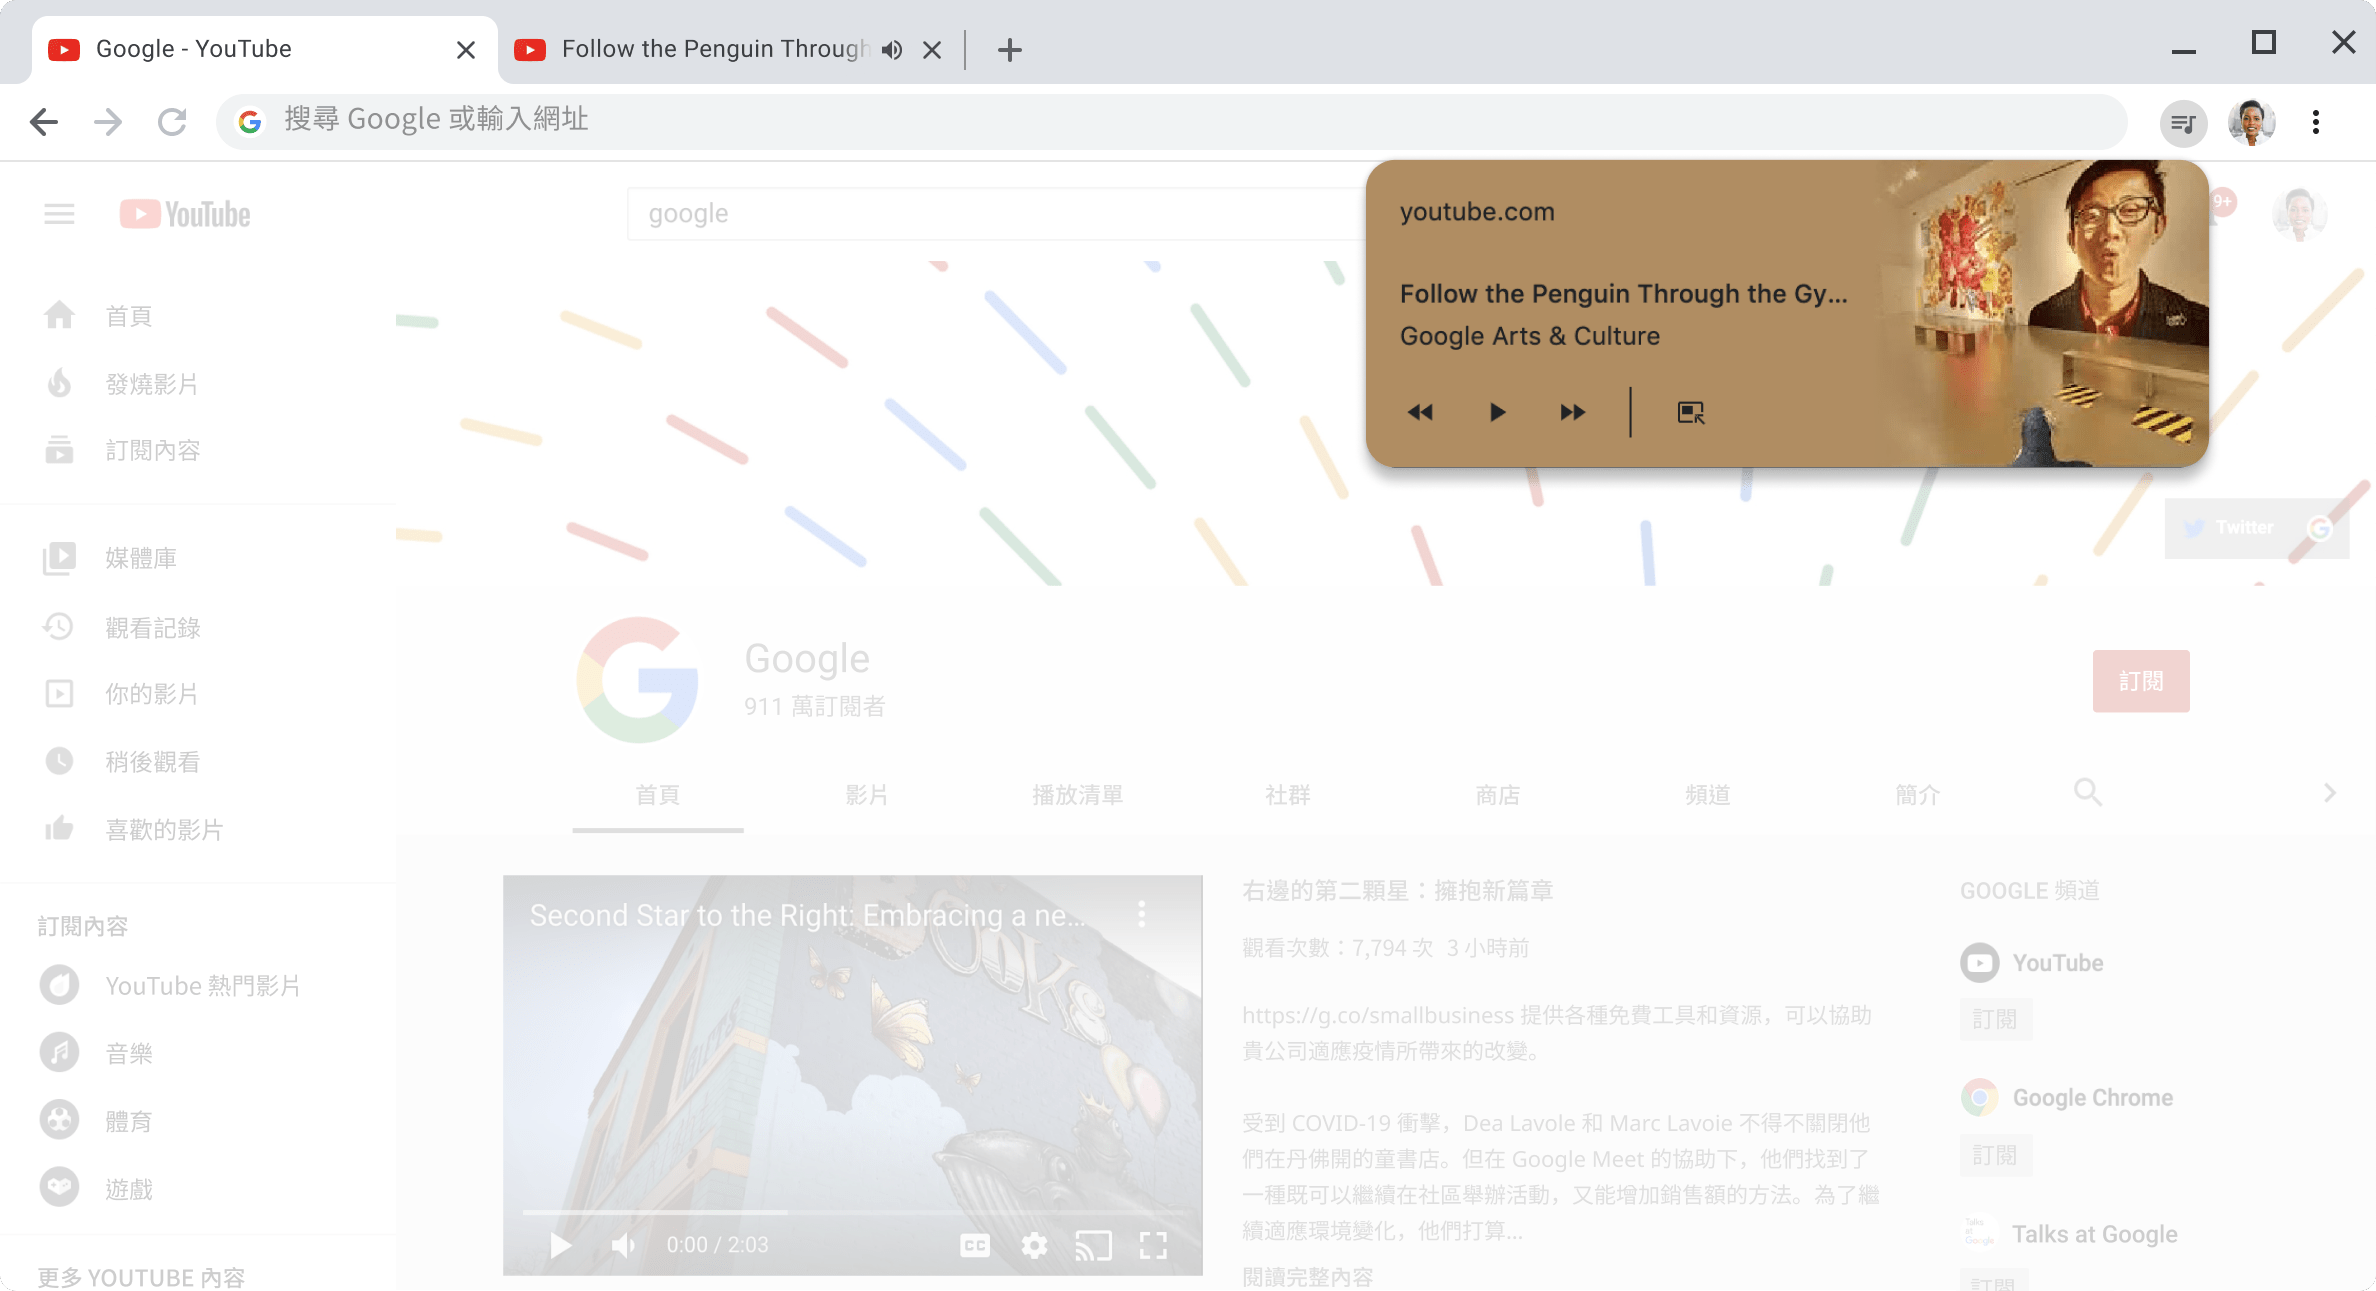 Google - YouTube
Follow the Penguin Through
搜尋 Google 或輸入網址
YouTube
google
9+
youtube.com
Follow the Penguin Through the Gy...
Google Arts & Culture
首頁
發燒影片
訂閱內容
媒體庫
觀看記錄
你的影片
稍後觀看
喜歡的影片
訂閱內容
YouTube 熱門影片
音樂
體育
遊戲
更多 YOUTUBE 內容
Twitter
Google
911 萬訂閱者
訂閱
首頁
影片
播放清單
社群
商店
頻道
簡介
Second Star to the Right: Embracing a ne...
0:00 / 2:03
CC
右邊的第二顆星：擁抱新篇章
觀看次數：7,794 次 3 小時前
https://g.co/smallbusiness 提供各種免費工具和資源，可以協助
貴公司適應疫情所帶來的改變。
受到 COVID-19 衝擊，Dea Lavole 和 Marc Lavoie 不得不關閉他
們在丹佛開的童書店。但在 Google Meet 的協助下，他們找到了
一種既可以繼續在社區舉辦活動，又能增加銷售額的方法。為了繼
續適應環境變化，他們打算...
閱讀完整內容
GOOGLE 頻道
YouTube
訂閱
Google Chrome
訂閱
Talks at Google
Talks at Google
訂閱